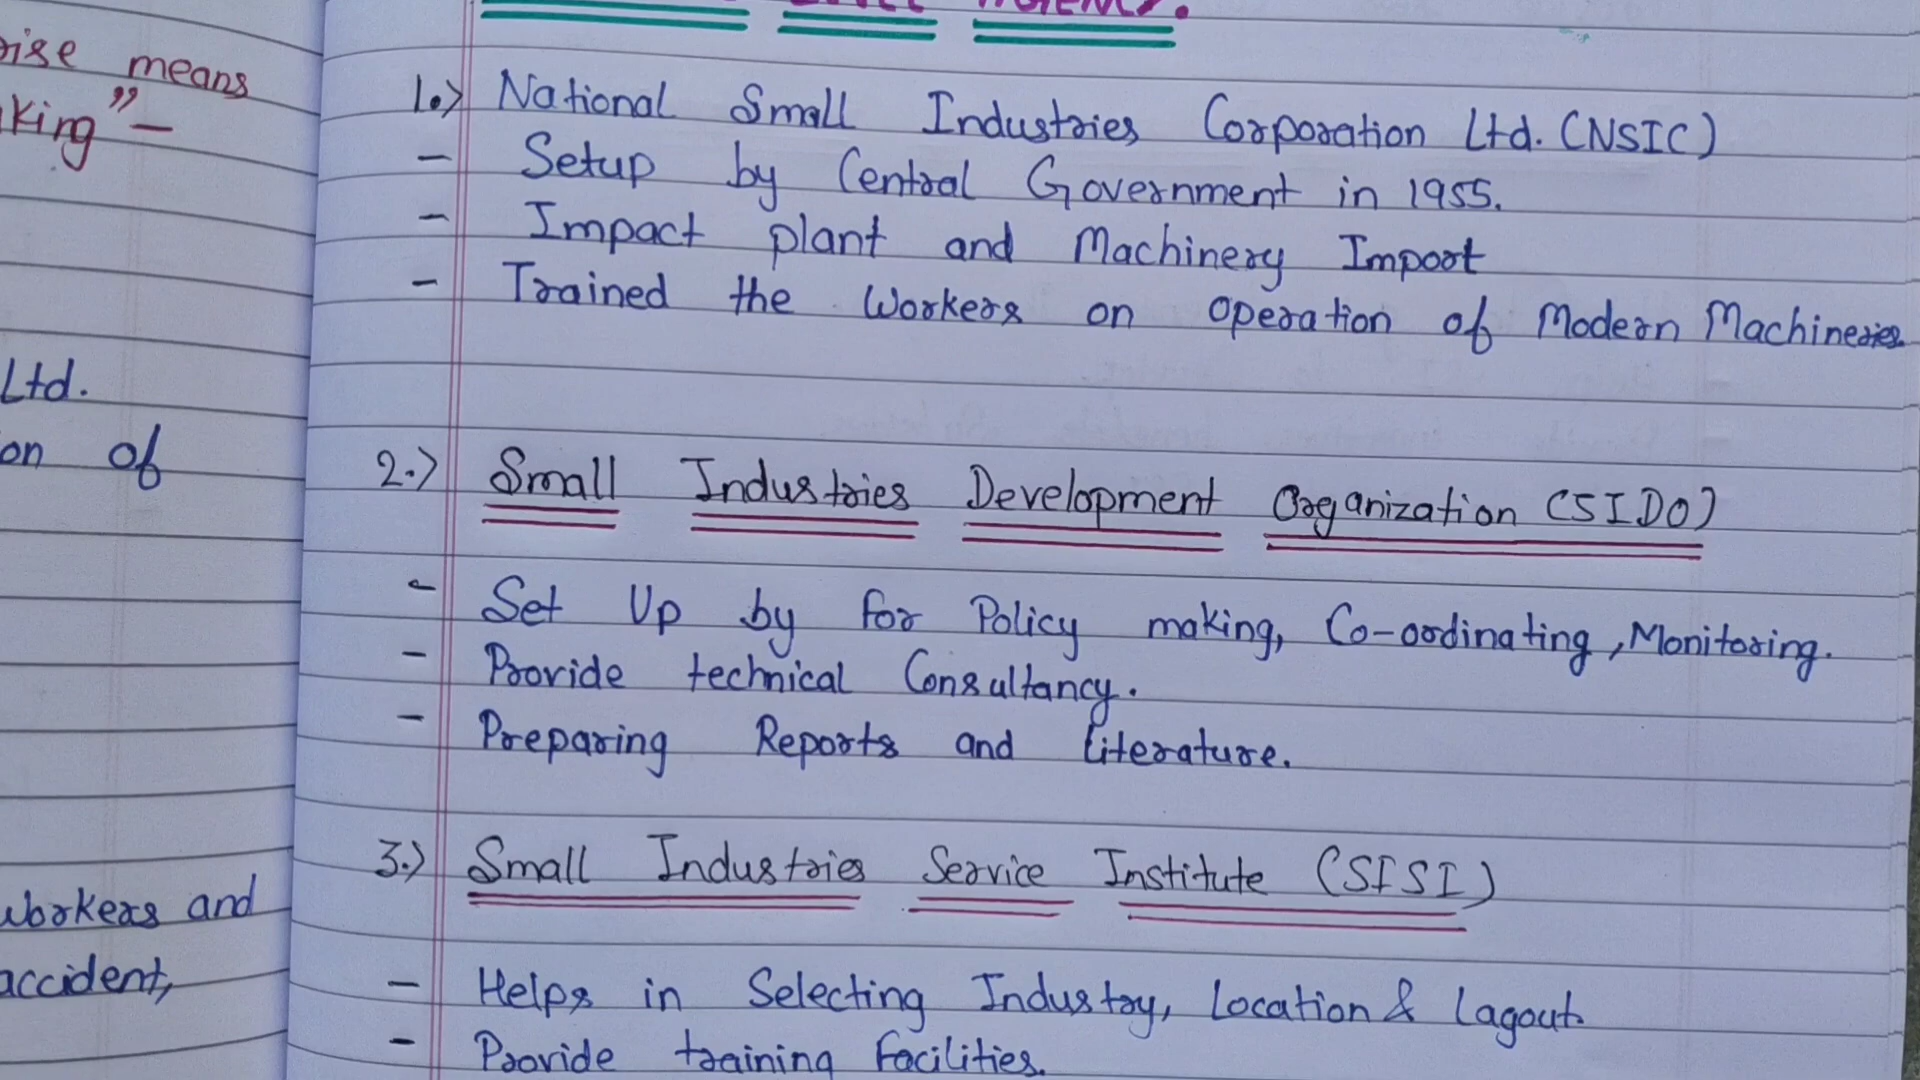 ise means
king” –
Ltd.
on of
workers and
accident,
AGENCY.
1.) National Small Industries Corporation Ltd. (NSIC)
– Setup by Central Government in 1955.
– Impact plant and Machinery Import
– Trained the Workers on Operation of Modern Machineries
2.) Small Industries Development Organization (SIDO)
– Set Up by for Policy making, Co-ordinating, Monitoring.
– Provide technical Consultancy.
– Preparing Reports and Literature.
3.) Small Industries Service Institute (SISI)
– Helps in Selecting Industry, Location & Lagout.
– Provide training Facilities.